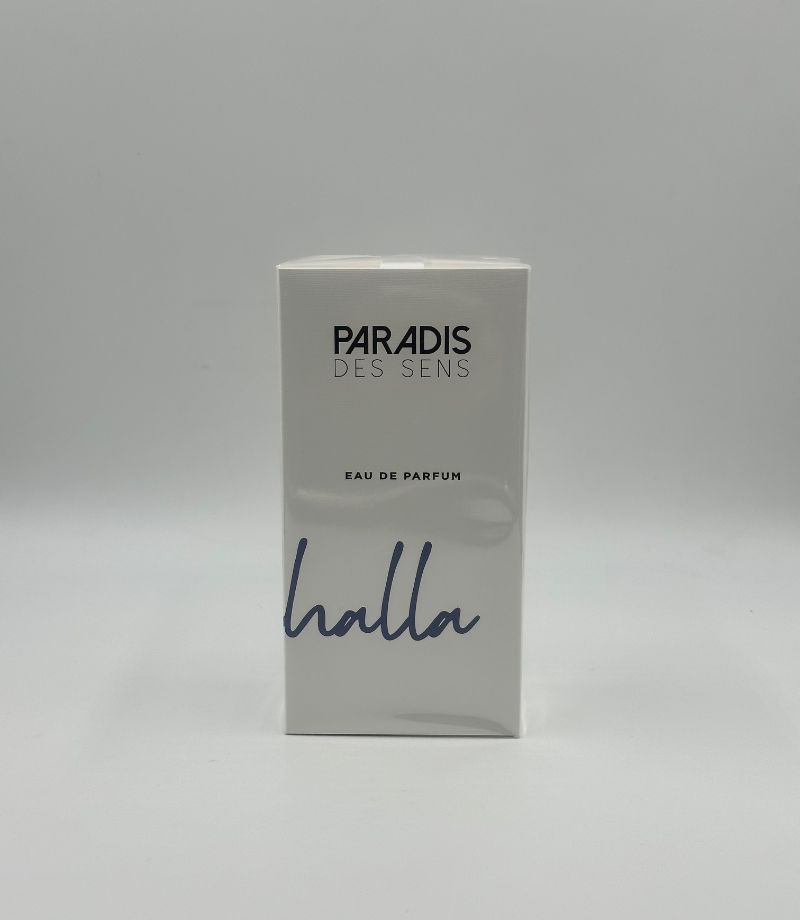 PARADIS
DES SENS
EAU DE PARFUM
halla